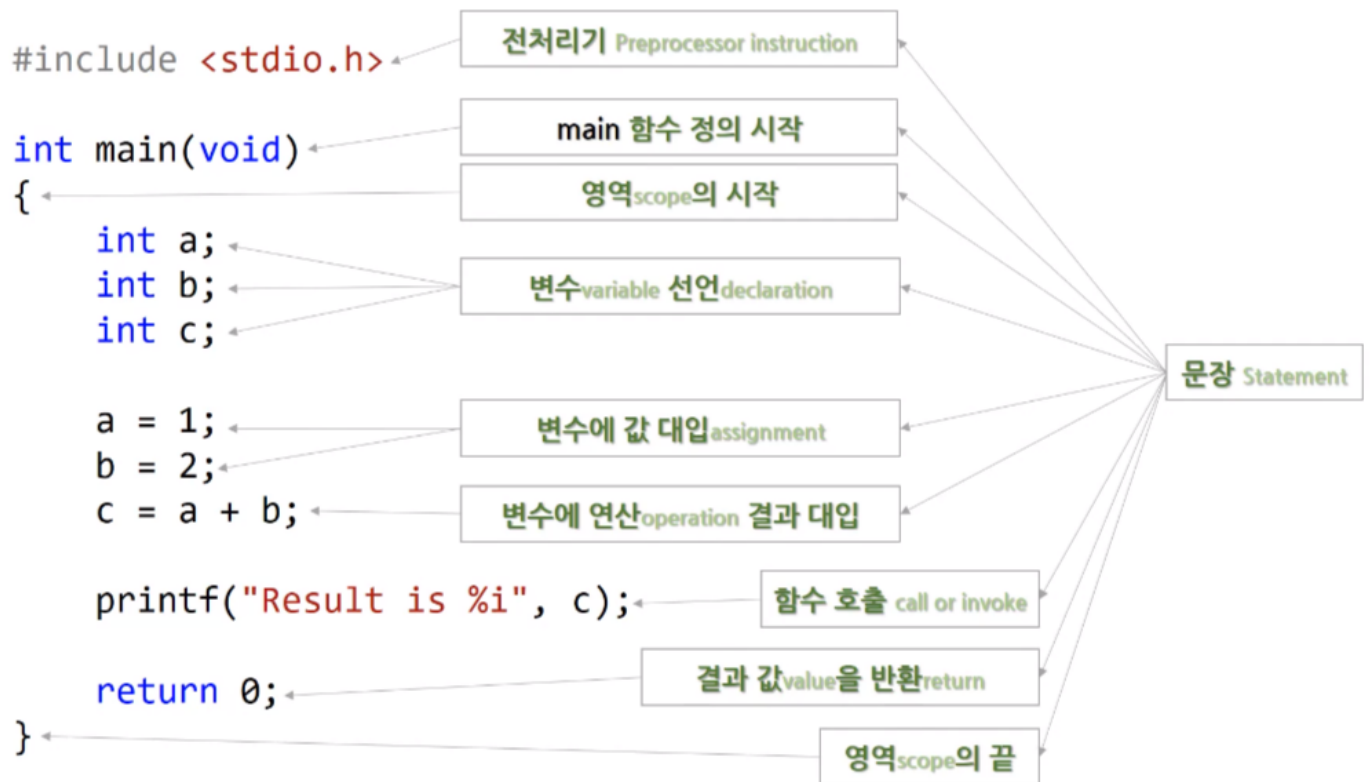 #include <stdio.h>
전처리기 Preprocessor instruction
int main(void)
main 함수 정의 시작
{
영역scope의 시작
int a;
int b;
int c;
변수variable 선언declaration
문장 Statement
a = 1;
b = 2;
변수에 값 대입assignment
c = a + b;
변수에 연산operation 결과 대입
printf("Result is %i", c);
함수 호출 call or invoke
return 0;
결과 값value을 반환return
}
영역scope의 끝